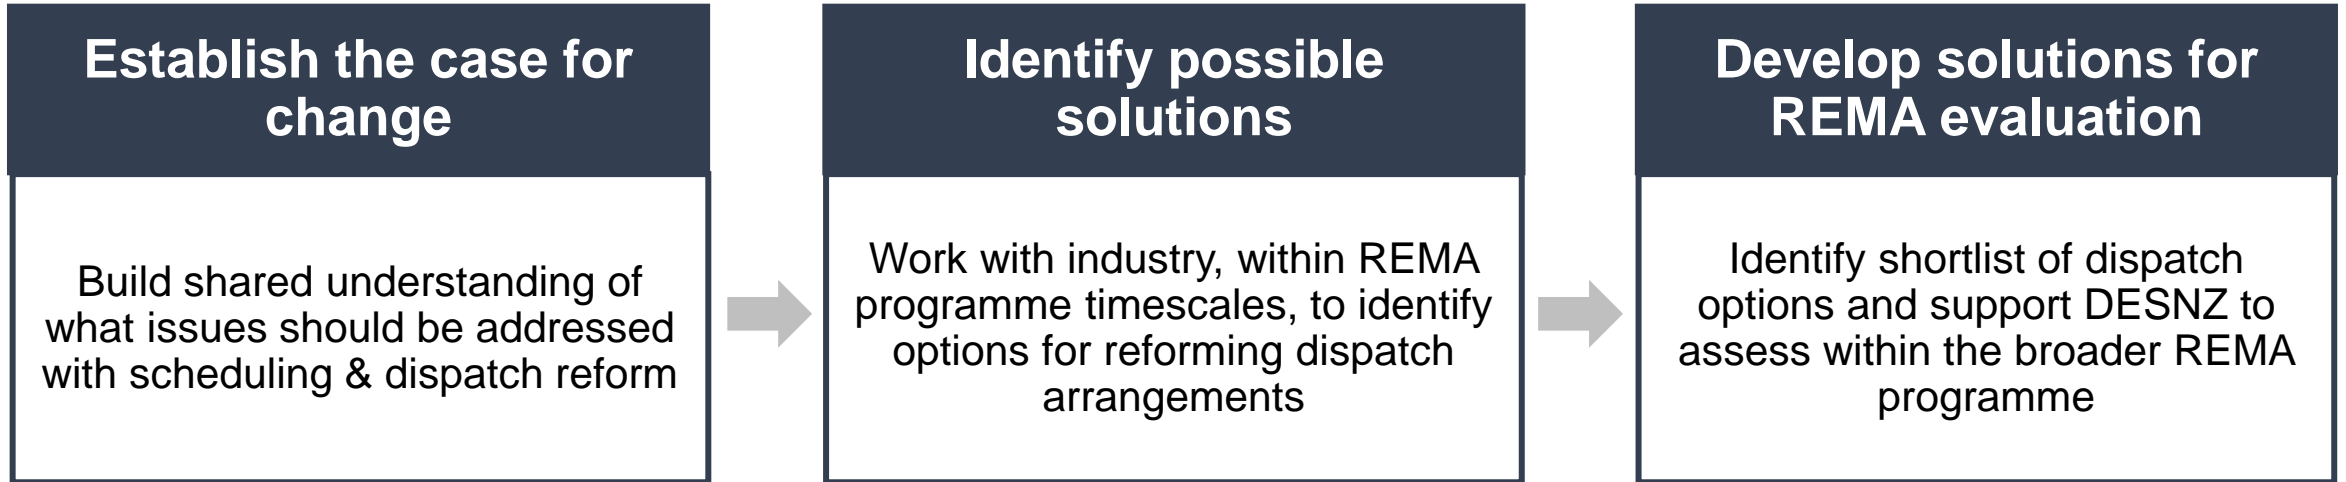 Establish the case for
change
Build shared understanding of
what issues should be addressed
with scheduling & dispatch reform
Identify possible
solutions
Work with industry, within REMA
programme timescales, to identify
options for reforming dispatch
arrangements
Develop solutions for
REMA evaluation
Identify shortlist of dispatch
options and support DESNZ to
assess within the broader REMA
programme